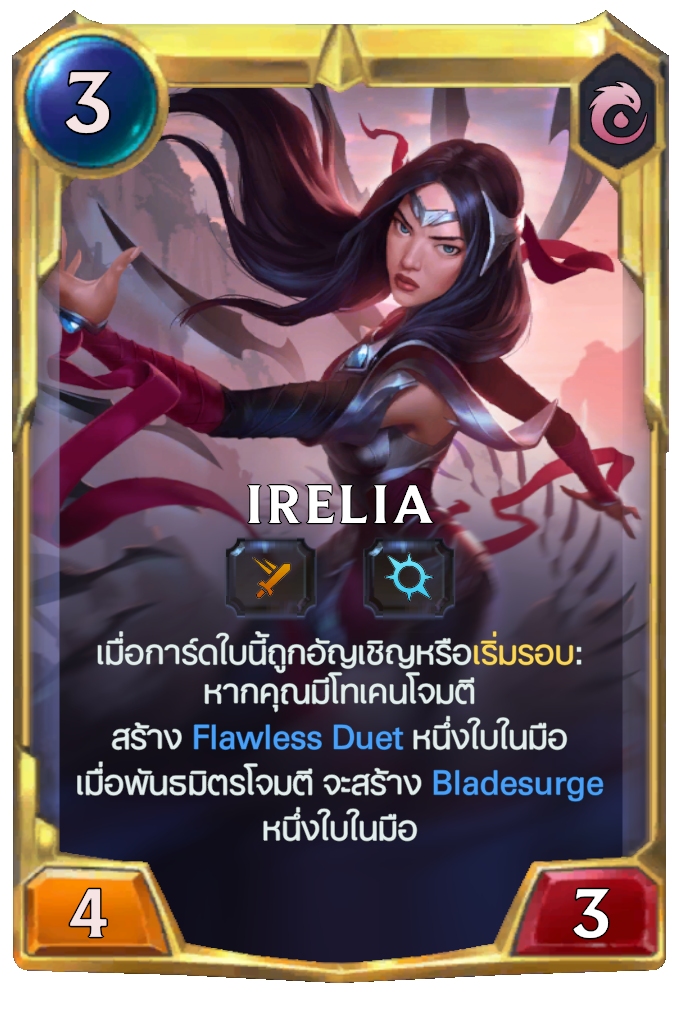 3
IRELIA
เมื่อการ์ดใบนี้ถูกอัญเชิญหรือเริ่มรอบ:
หากคุณมีโทเคนโจมตี
สร้าง Flawless Duet หนึ่งใบในมือ
เมื่อพันธมิตรโจมตี จะสร้าง Bladesurge
หนึ่งใบในมือ
4
3